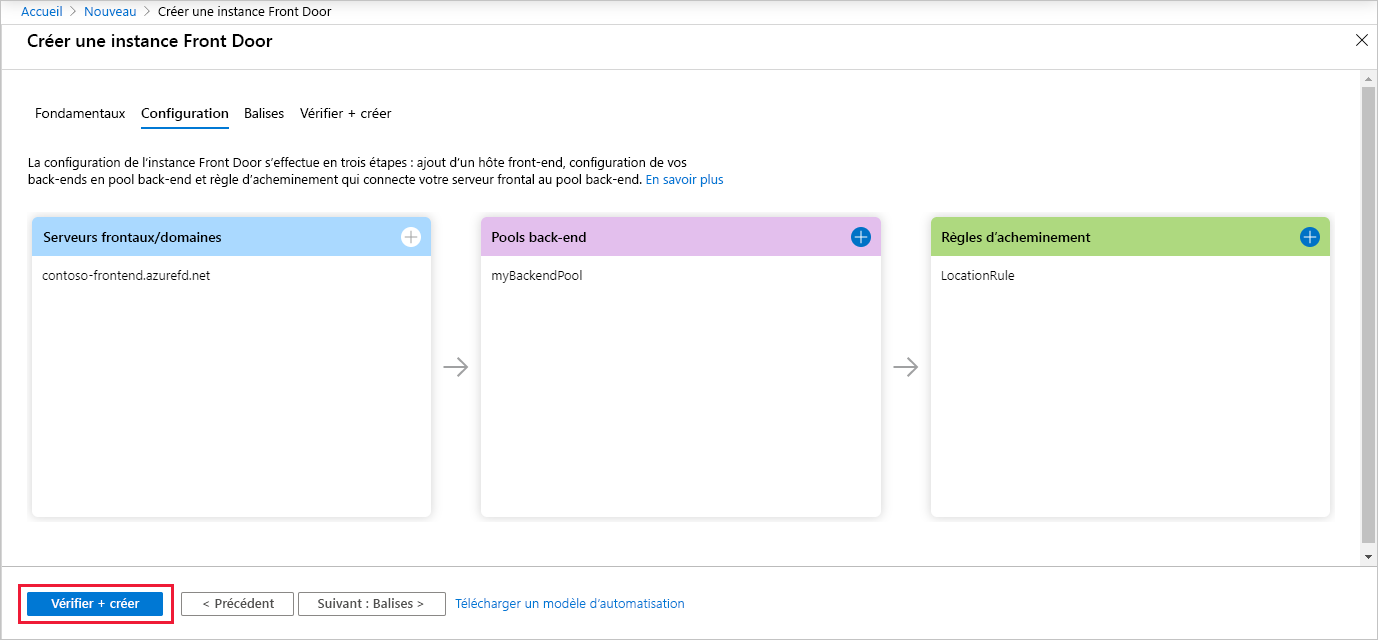 Accueil > Nouveau > Créer une instance Front Door
Créer une instance Front Door
Fondamentaux Configuration Balises Vérifier + créer
La configuration de l’instance Front Door s’effectue en trois étapes : ajout d’un hôte front-end, configuration de vos
back-ends en pool back-end et règle d’acheminement qui connecte votre serveur frontal au pool back-end. En savoir plus
Serveurs frontaux/domaines
contoso-frontend.azurefd.net
Pools back-end
myBackendPool
Règles d’acheminement
LocationRule
Vérifier + créer < Précédent Suivant : Balises > Télécharger un modèle d’automatisation